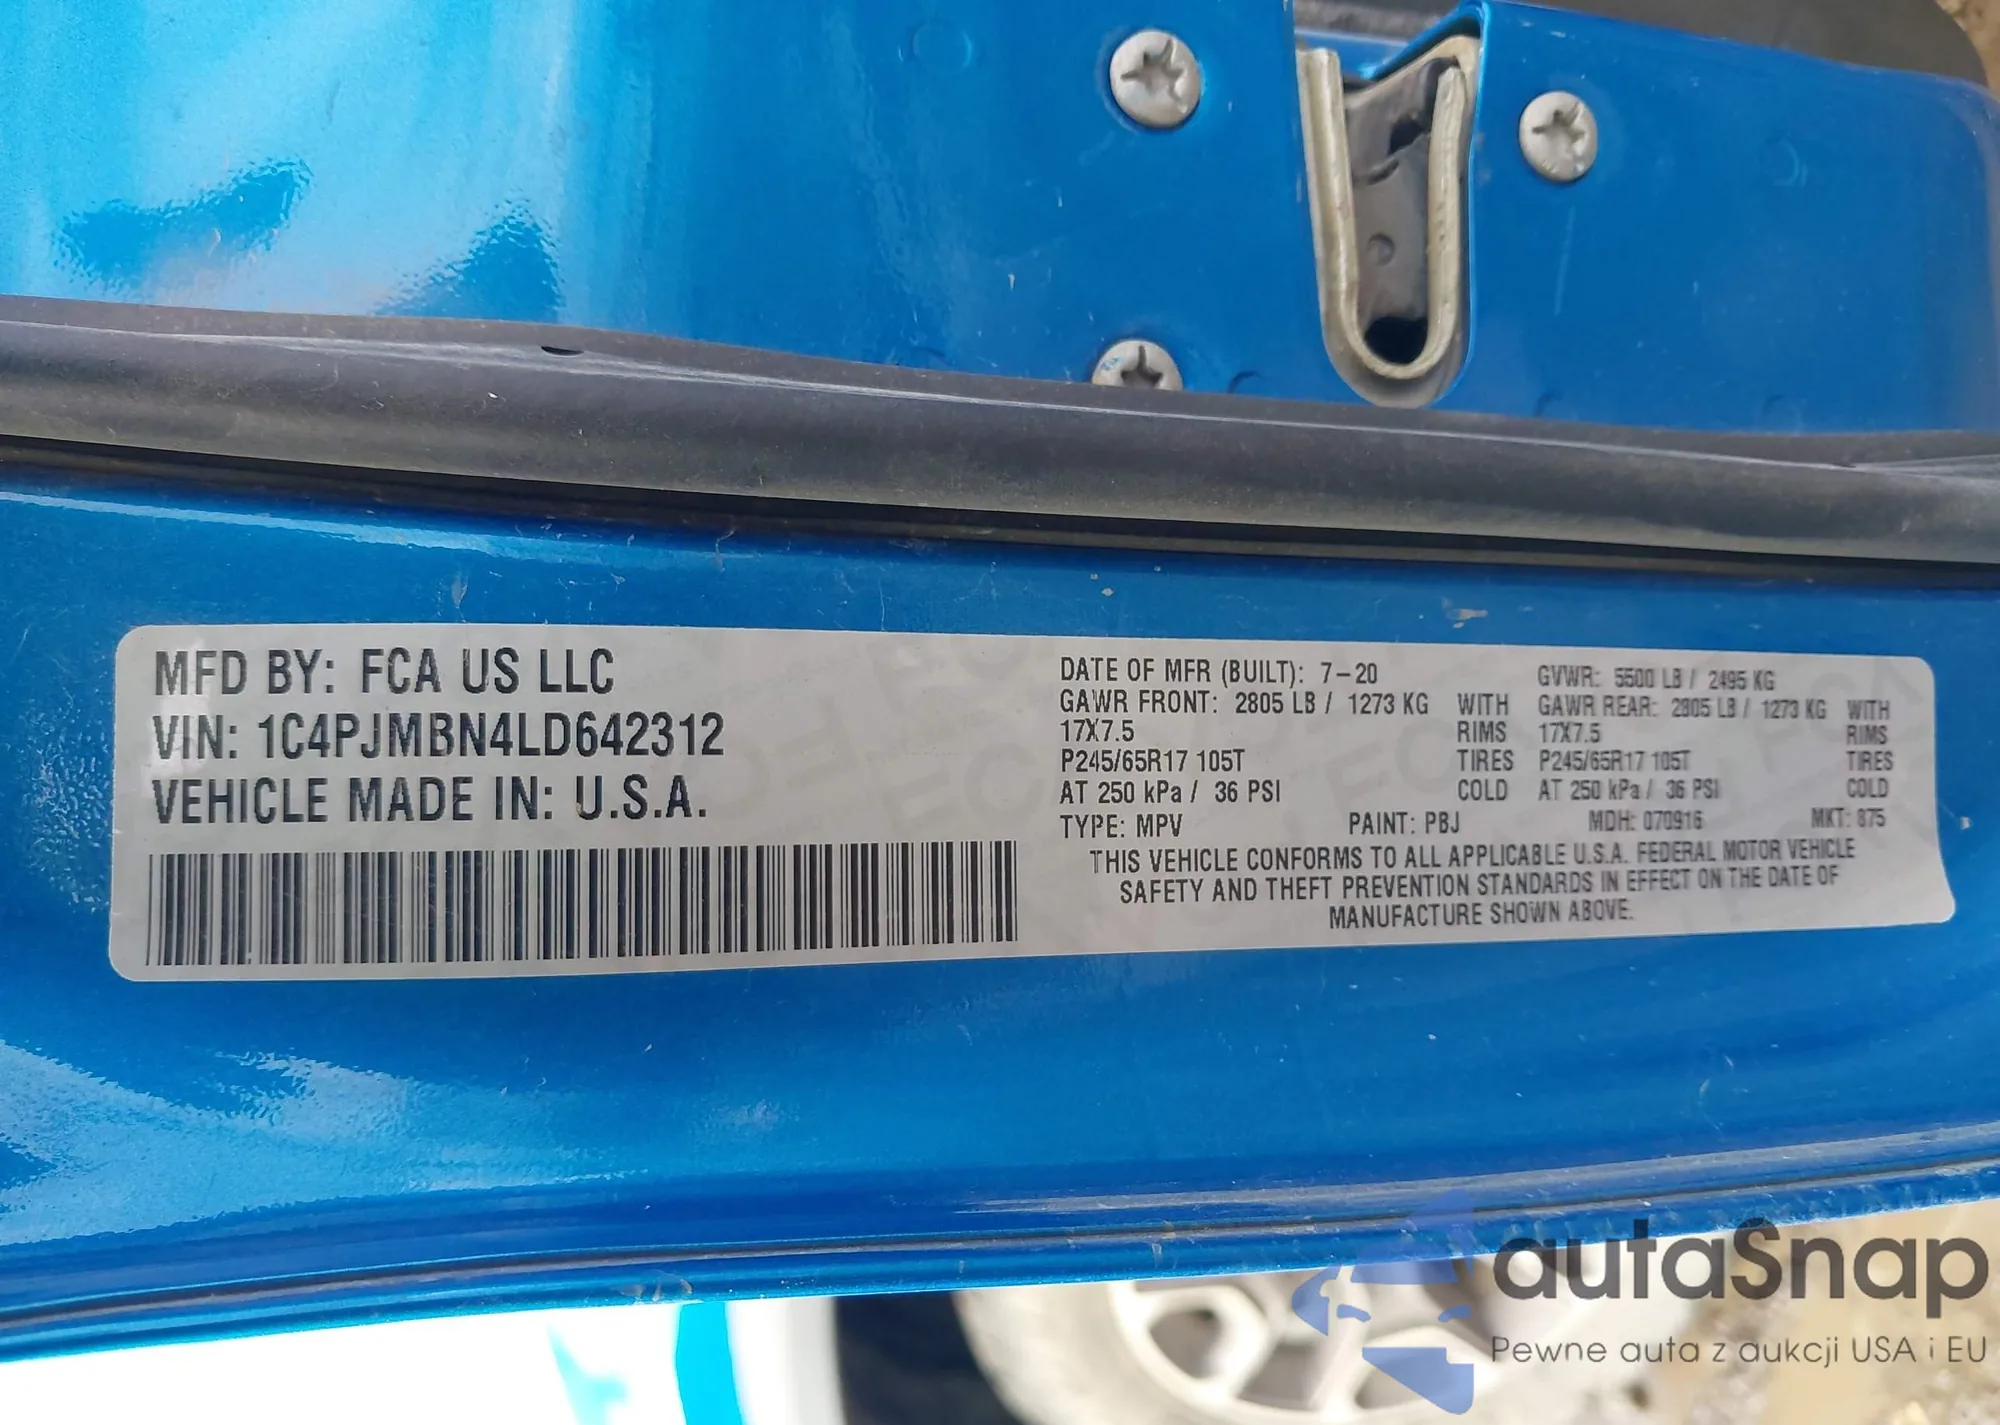 MFD BY: FCA US LLC
VIN: 1C4PJMBN4LD642312
VEHICLE MADE IN: U.S.A.
DATE OF MFR (BUILT): 7-20 GVWR: 5500 LB / 2495 KG
GAWR FRONT: 2805 LB / 1273 KG WITH GAWR REAR: 2805 LB / 1273 KG WITH
17X7.5 RIMS 17X7.5 RIMS
P245/65R17 105T TIRES P245/65R17 105T TIRES
AT 250 kPa / 36 PSI COLD AT 250 kPa / 36 PSI COLD
TYPE: MPV PAINT: PBJ MDH: 070916 MKT: 875
THIS VEHICLE CONFORMS TO ALL APPLICABLE U.S.A. FEDERAL MOTOR VEHICLE
SAFETY AND THEFT PREVENTION STANDARDS IN EFFECT ON THE DATE OF
MANUFACTURE SHOWN ABOVE.
autaSnap
Pewne auta z aukcji USA i EU